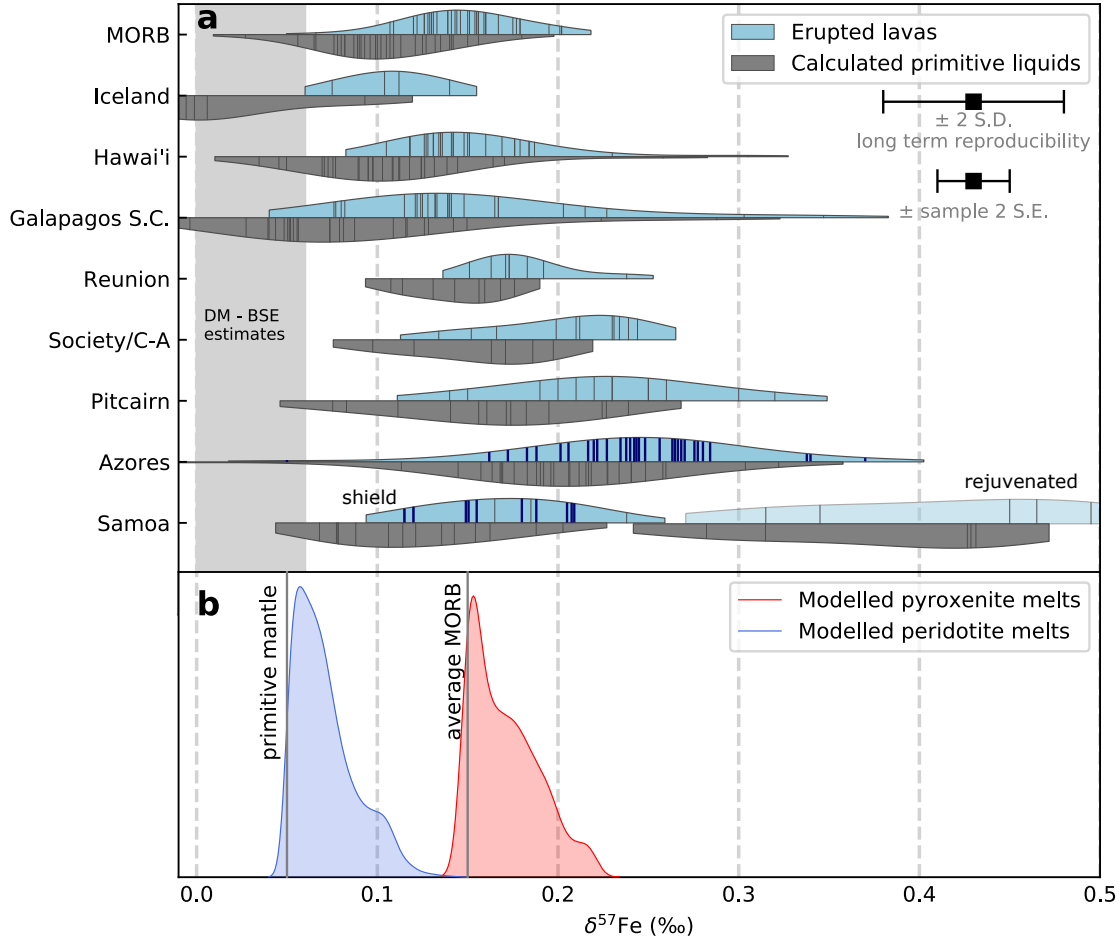 a
MORB
Iceland
Hawai'i
Galapagos S.C.
Reunion
Society/C-A
Pitcairn
Azores
Samoa
Erupted lavas
Calculated primitive liquids
± 2 S.D.
long term reproducibility
± sample 2 S.E.
DM - BSE
estimates
shield
rejuvenated
b
primitive mantle
average MORB
Modelled pyroxenite melts
Modelled peridotite melts
0.0 0.1 0.2 0.3 0.4 0.5
δ⁵⁷Fe (‰)